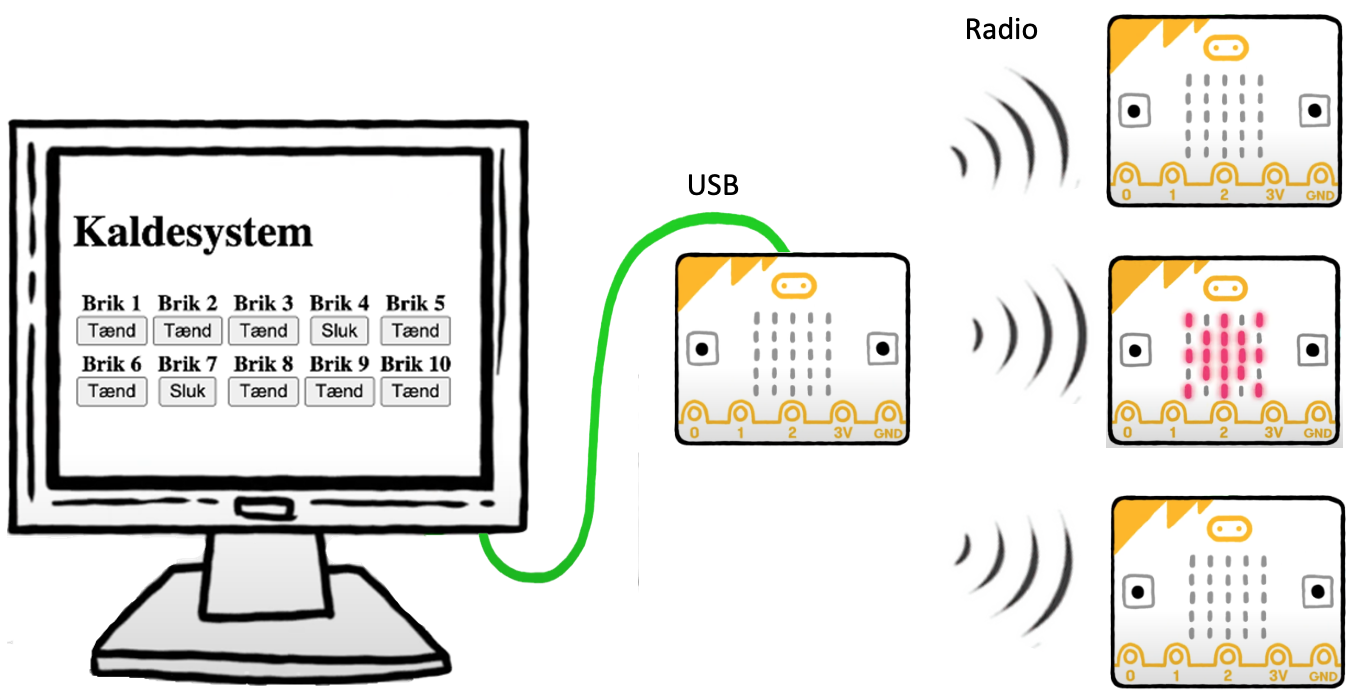 Radio
0 1 2 3V GND
USB
Kaldesystem
Brik 1 Brik 2 Brik 3 Brik 4 Brik 5
Tænd Tænd Tænd Sluk Tænd
Brik 6 Brik 7 Brik 8 Brik 9 Brik 10
Tænd Sluk Tænd Tænd Tænd
0 1 2 3V GND
0 1 2 3V GND
0 1 2 3V GND